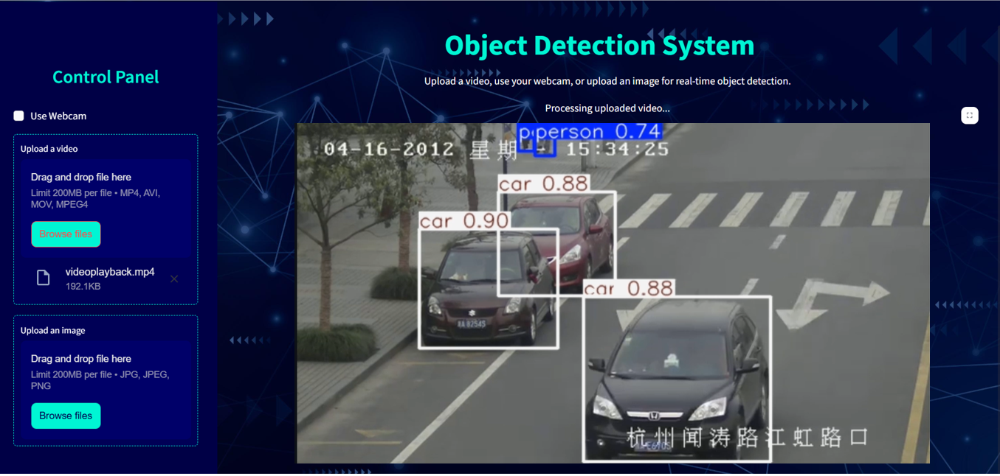 Control Panel
Use Webcam
Upload a video
Drag and drop file here
Limit 200MB per file • MP4, AVI,
MOV, MPEG4
Browse files
videoplayback.mp4
192.1KB
Upload an image
Drag and drop file here
Limit 200MB per file • JPG, JPEG,
PNG
Browse files
Object Detection System
Upload a video, use your webcam, or upload an image for real-time object detection.
Processing uploaded video...
person 0.74
04-16-2012 星期 15:34:25
car 0.88
car 0.90
car 0.88
杭州闻涛路江虹路口